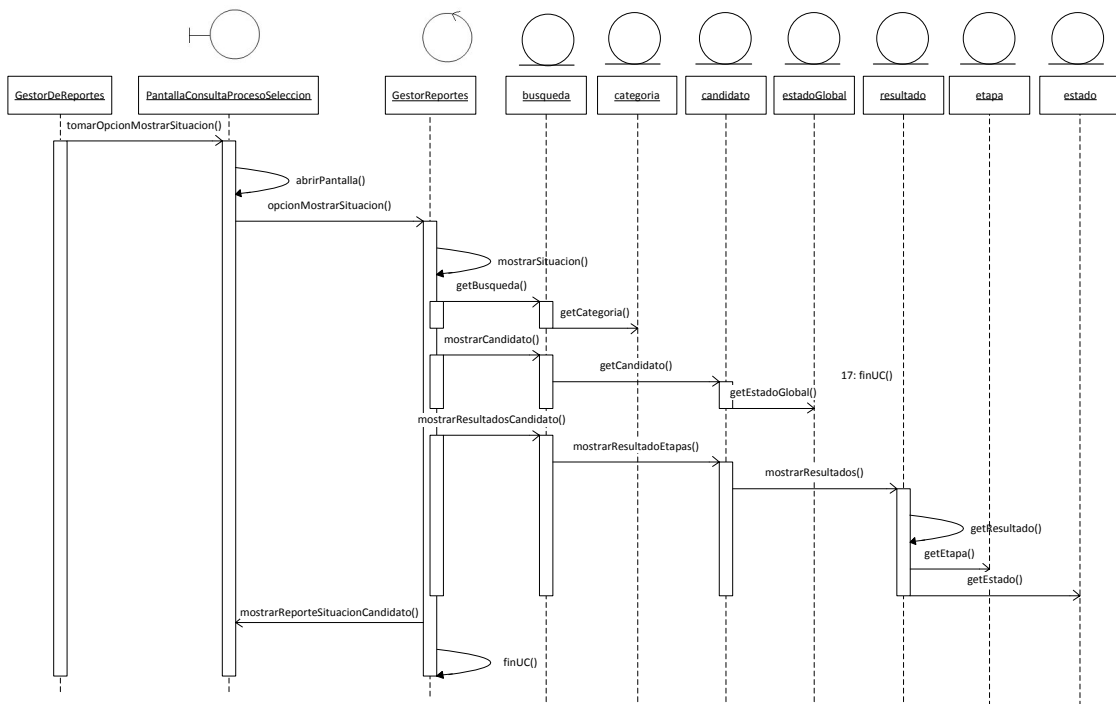 GestorDeReportes
PantallaConsultaProcesoSeleccion
GestorReportes
busqueda
categoria
candidato
estadoGlobal
resultado
etapa
estado
tomarOpcionMostrarSituacion()
abrirPantalla()
opcionMostrarSituacion()
mostrarSituacion()
getBusqueda()
getCategoria()
mostrarCandidato()
getCandidato()
17: finUC()
getEstadoGlobal()
mostrarResultadosCandidato()
mostrarResultadoEtapas()
mostrarResultados()
getResultado()
getEtapa()
getEstado()
mostrarReporteSituacionCandidato()
finUC()